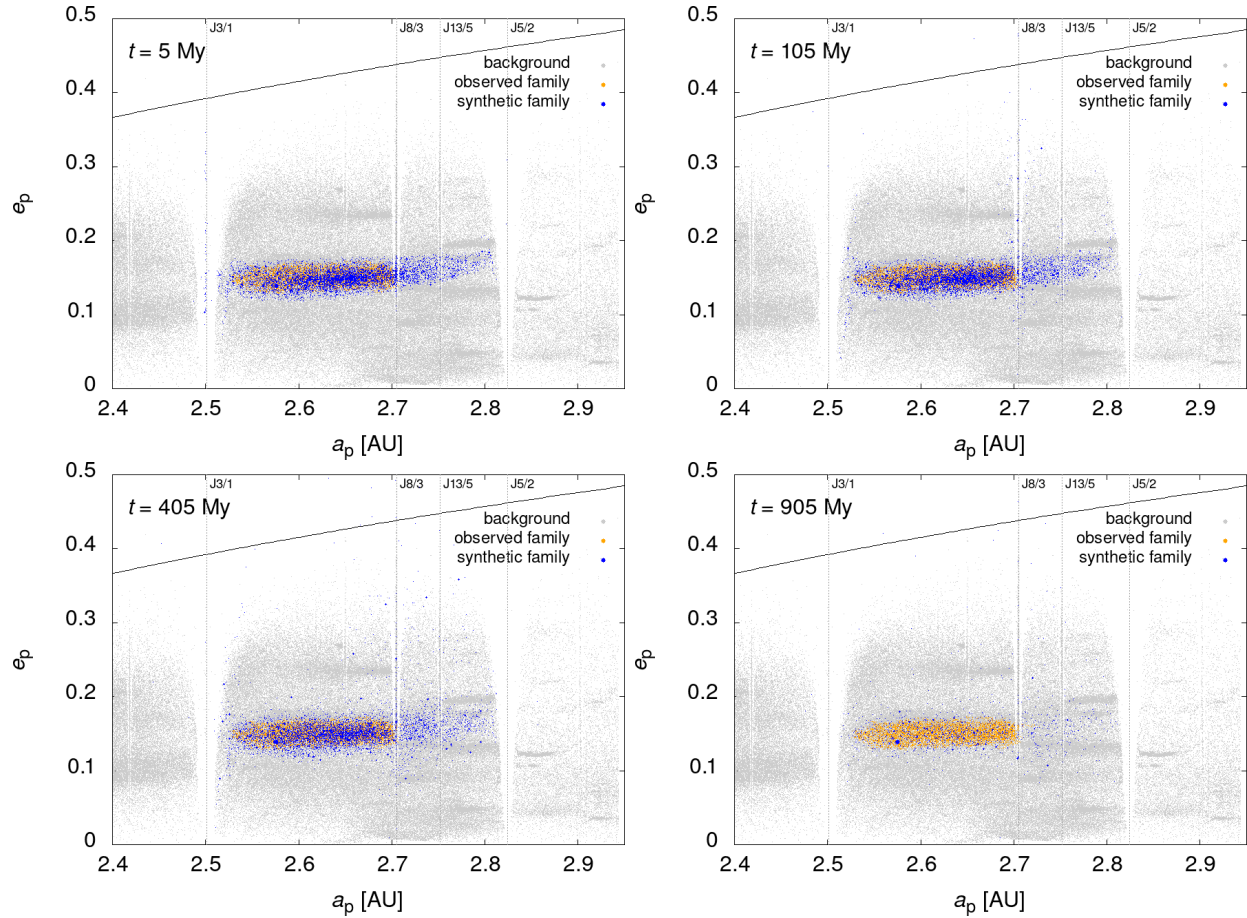 J3/1 J8/3 J13/5 J5/2
t = 5 My
background
observed family
synthetic family
0.5
0.4
0.3
0.2
0.1
0
e_p
2.4 2.5 2.6 2.7 2.8 2.9
a_p [AU]
J3/1 J8/3 J13/5 J5/2
t = 105 My
background
observed family
synthetic family
0.5
0.4
0.3
0.2
0.1
0
e_p
2.4 2.5 2.6 2.7 2.8 2.9
a_p [AU]
J3/1 J8/3 J13/5 J5/2
t = 405 My
background
observed family
synthetic family
0.5
0.4
0.3
0.2
0.1
0
e_p
2.4 2.5 2.6 2.7 2.8 2.9
a_p [AU]
J3/1 J8/3 J13/5 J5/2
t = 905 My
background
observed family
synthetic family
0.5
0.4
0.3
0.2
0.1
0
e_p
2.4 2.5 2.6 2.7 2.8 2.9
a_p [AU]